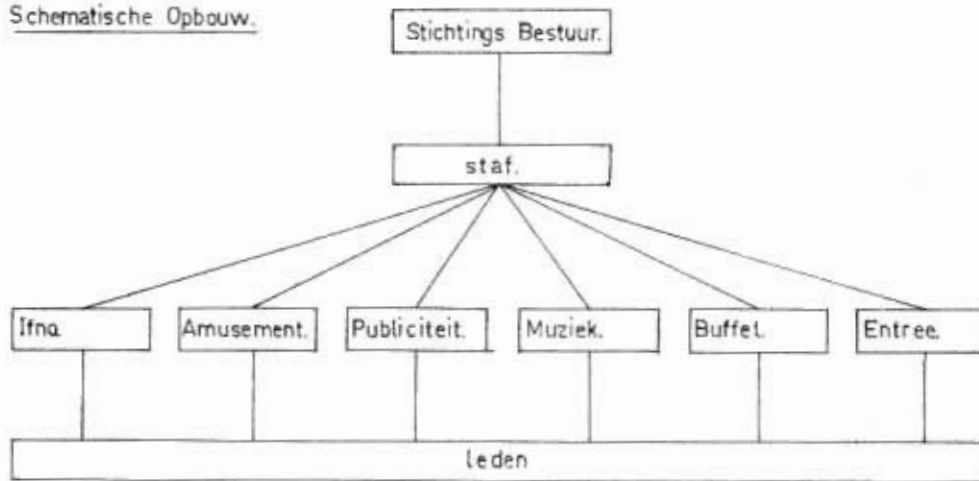 Schematische Opbouw.
Stichtings Bestuur.
staf.
Ifna Amusement. Publiciteit. Muziek. Buffet. Entree.
leden